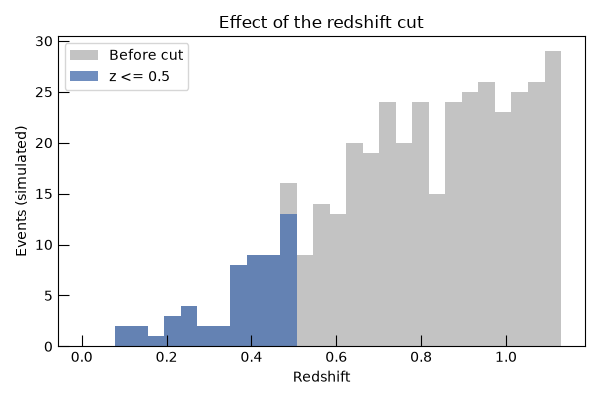 Effect of the redshift cut
Before cut
z <= 0.5
Events (simulated)
30
25
20
15
10
5
0
0.0 0.2 0.4 0.6 0.8 1.0
Redshift